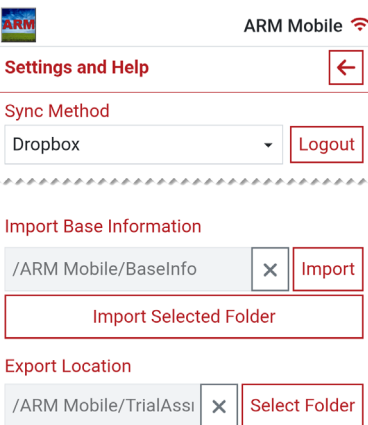 ARM
ARM Mobile
Settings and Help
Sync Method
Dropbox
Logout
Import Base Information
/ARM Mobile/BaseInfo
Import
Import Selected Folder
Export Location
/ARM Mobile/TrialAss
Select Folder